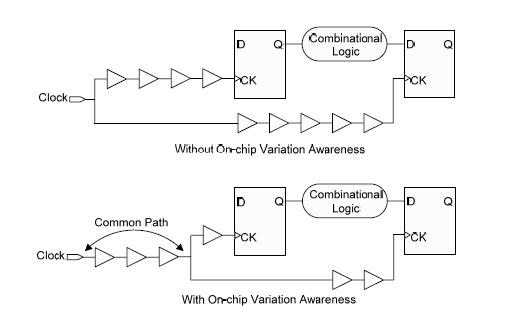 D Q Combinational Logic D Q
CK CK
Clock
Without On-chip Variation Awareness
D Q Combinational Logic D Q
Common Path
CK CK
Clock
With On-chip Variation Awareness